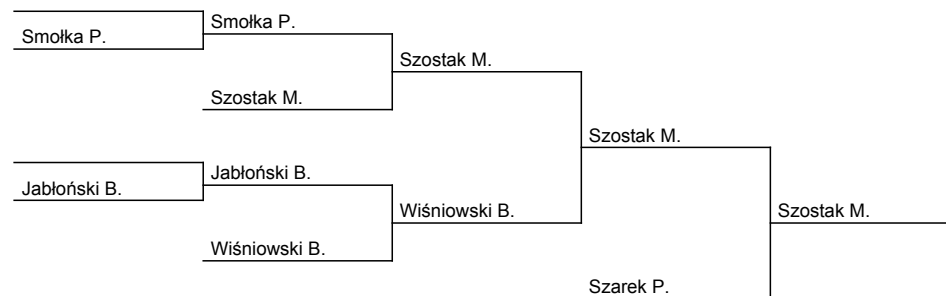 Smołka P.
Smołka P.
Szostak M.
Szostak M.
Szostak M.
Jabłoński B.
Jabłoński B.
Wiśniowski B.
Szostak M.
Wiśniowski B.
Szarek P.